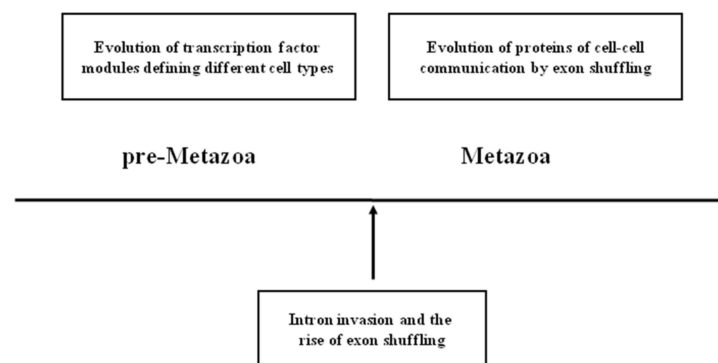 Evolution of transcription factor
modules defining different cell types
Evolution of proteins of cell-cell
communication by exon shuffling
pre-Metazoa
Metazoa
Intron invasion and the
rise of exon shuffling